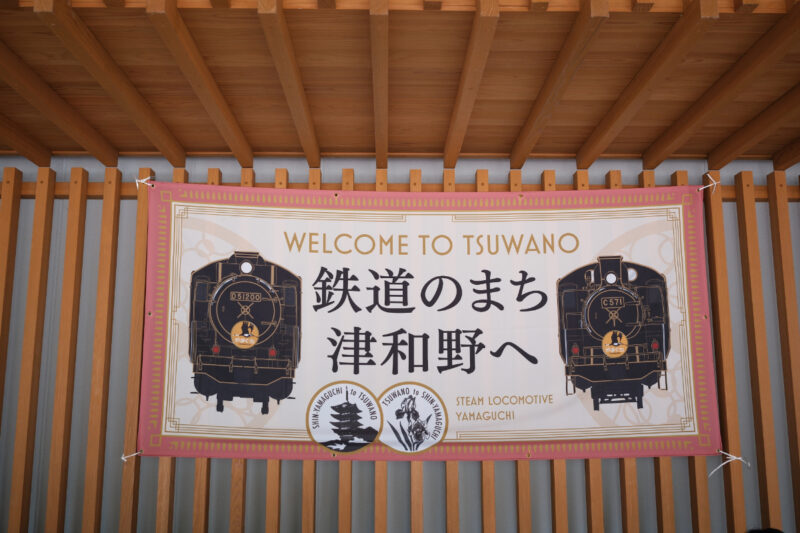 WELCOME TO TSUWANO
鉄道のまち
津和野へ
D51200
C571
SHIN-YAMAGUCHI to TSUWANO
TSUWANO to SHIN-YAMAGUCHI
STEAM LOCOMOTIVE
YAMAGUCHI